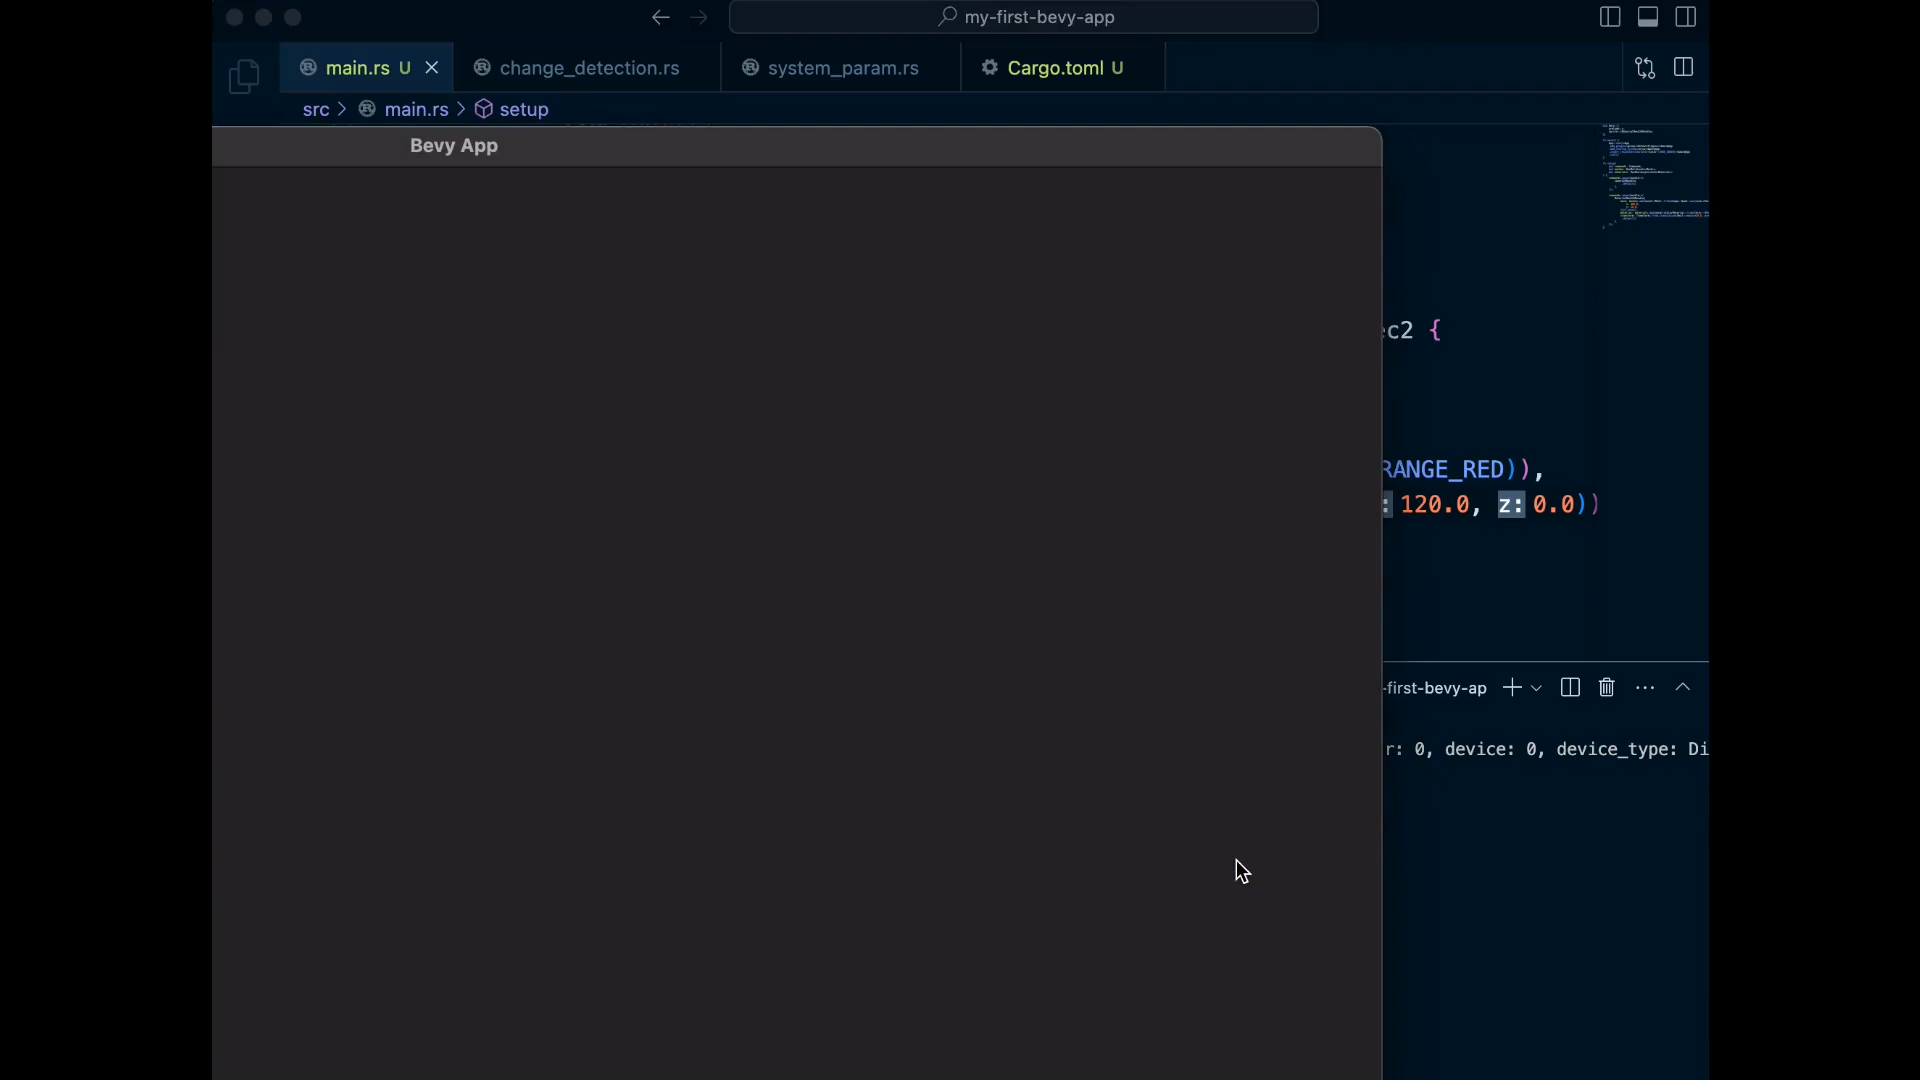 my-first-bevy-app
main.rs U
change_detection.rs
system_param.rs
Cargo.toml U
src > main.rs > setup
Bevy App
c2 {
RANGE_RED)),
: 120.0, z: 0.0))
-first-bevy-ap
r: 0, device: 0, device_type: Di